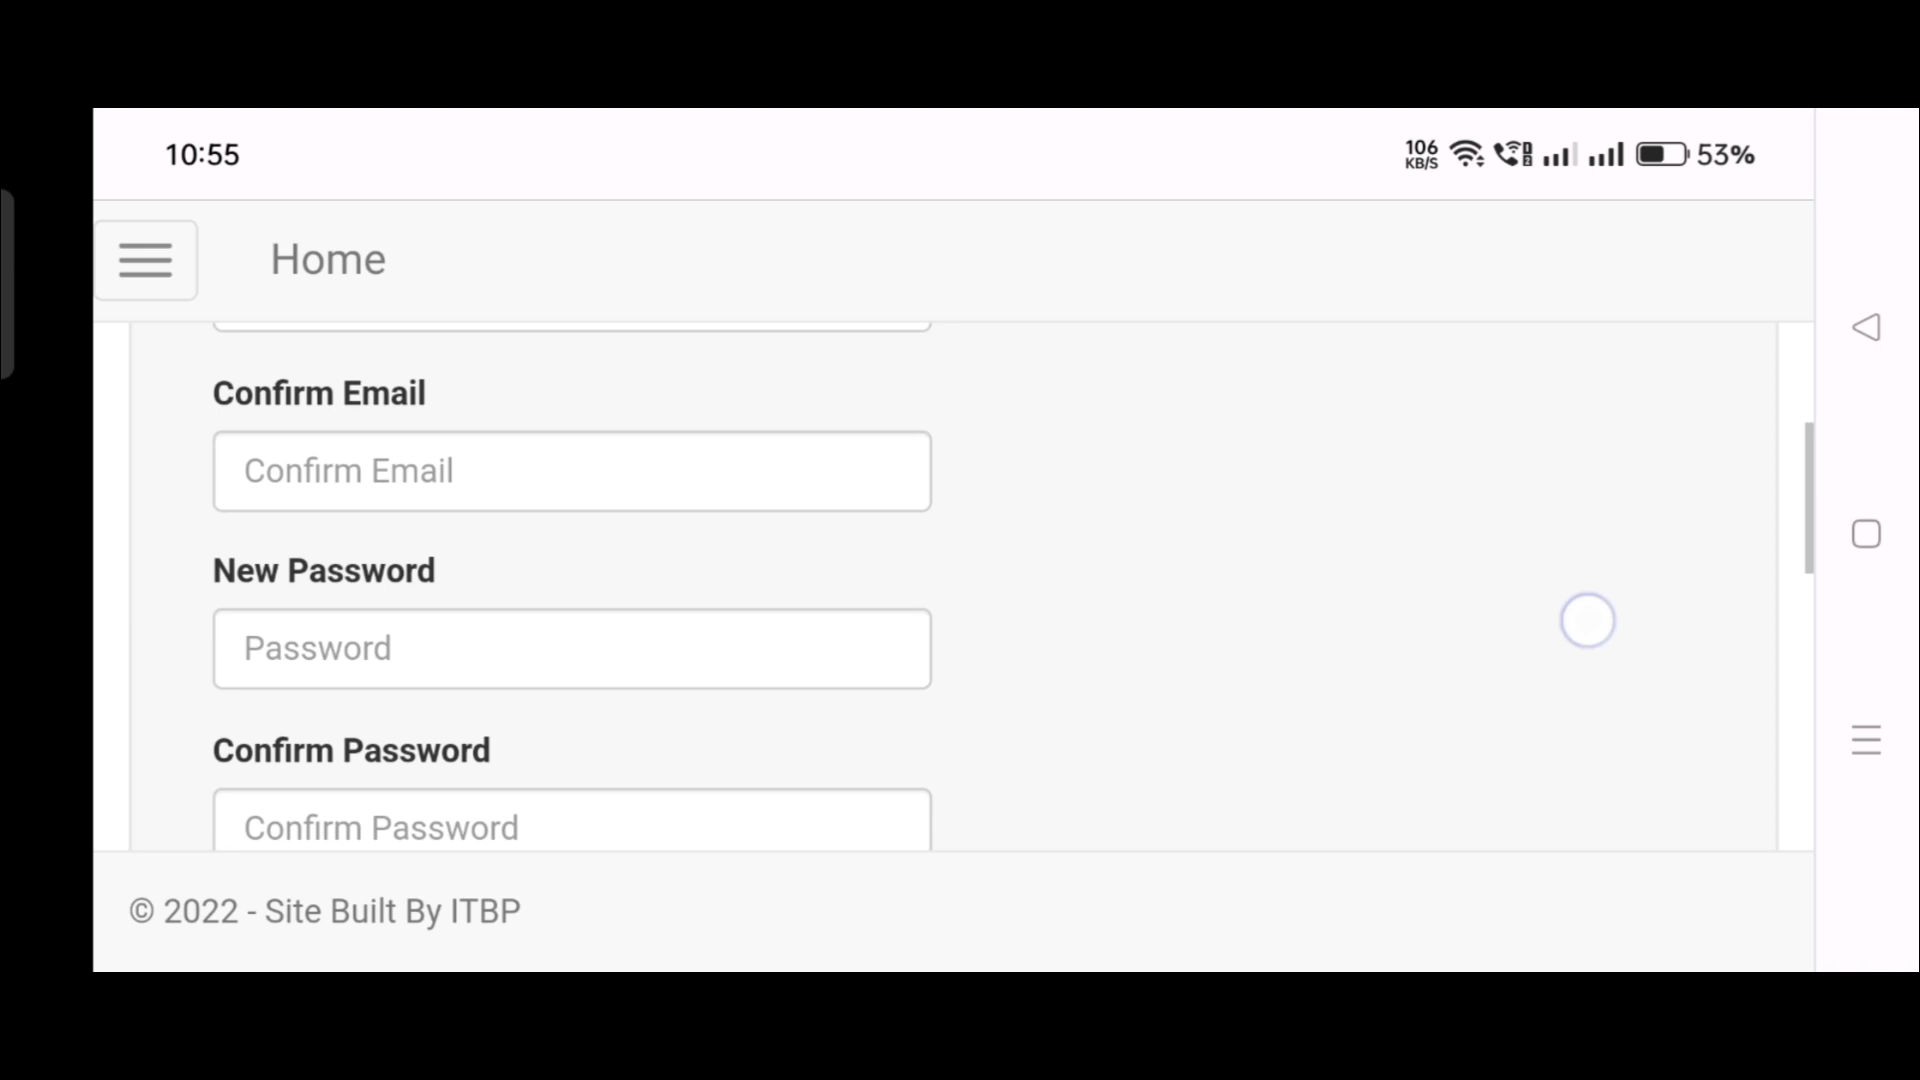 10:55
106
KB/S
53%
Home
Confirm Email
Confirm Email
New Password
Password
Confirm Password
Confirm Password
© 2022 - Site Built By ITBP